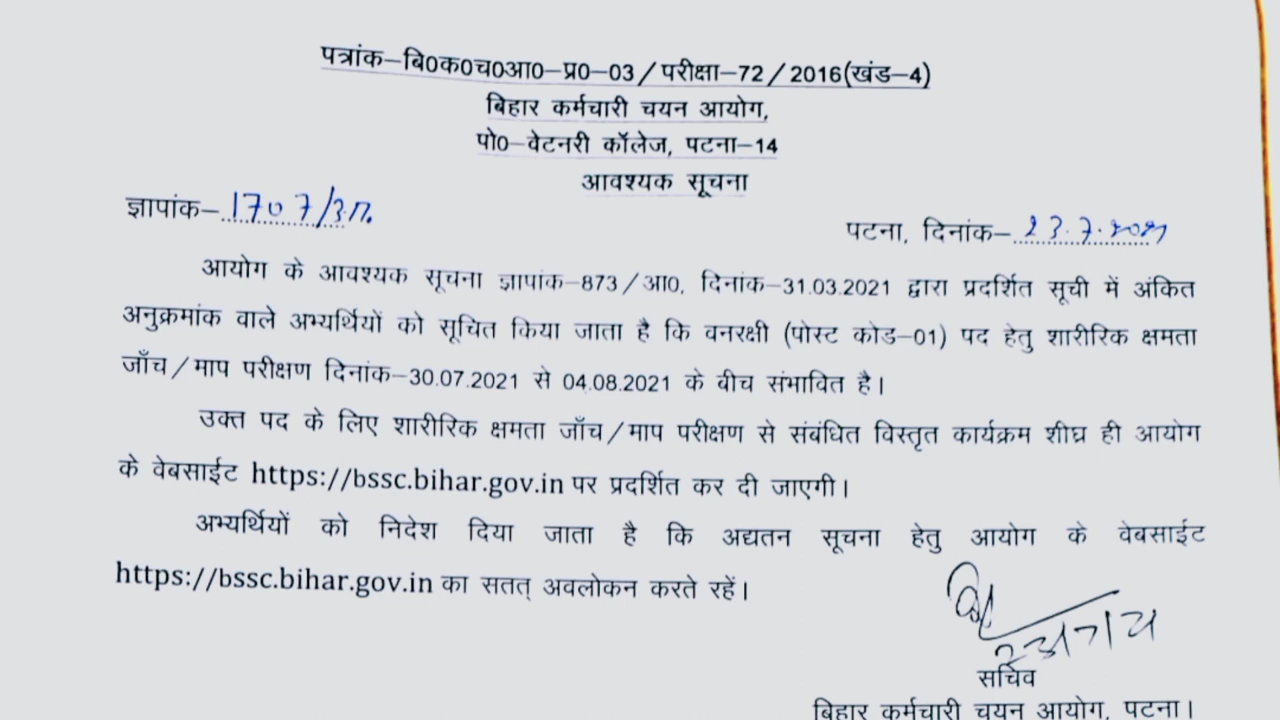 पत्रांक–बि0क0च0आ0–प्र0–03/परीक्षा–72/2016(खंड–4)
बिहार कर्मचारी चयन आयोग,
पो0–वेटनरी कॉलेज, पटना–14
आवश्यक सूचना
ज्ञापांक–1707/आ.
पटना, दिनांक–23.7.2021
आयोग के आवश्यक सूचना ज्ञापांक–873/आ0, दिनांक–31.03.2021 द्वारा प्रदर्शित सूची में अंकित
अनुक्रमांक वाले अभ्यर्थियों को सूचित किया जाता है कि वनरक्षी (पोस्ट कोड–01) पद हेतु शारीरिक क्षमता
जाँच/माप परीक्षण दिनांक–30.07.2021 से 04.08.2021 के बीच संभावित है।
उक्त पद के लिए शारीरिक क्षमता जाँच/माप परीक्षण से संबंधित विस्तृत कार्यक्रम शीघ्र ही आयोग
के वेबसाईट https://bssc.bihar.gov.in पर प्रदर्शित कर दी जाएगी।
अभ्यर्थियों को निदेश दिया जाता है कि अद्यतन सूचना हेतु आयोग के वेबसाईट
https://bssc.bihar.gov.in का सतत् अवलोकन करते रहें।
सचिव
बिहार कर्मचारी चयन आयोग, पटना।